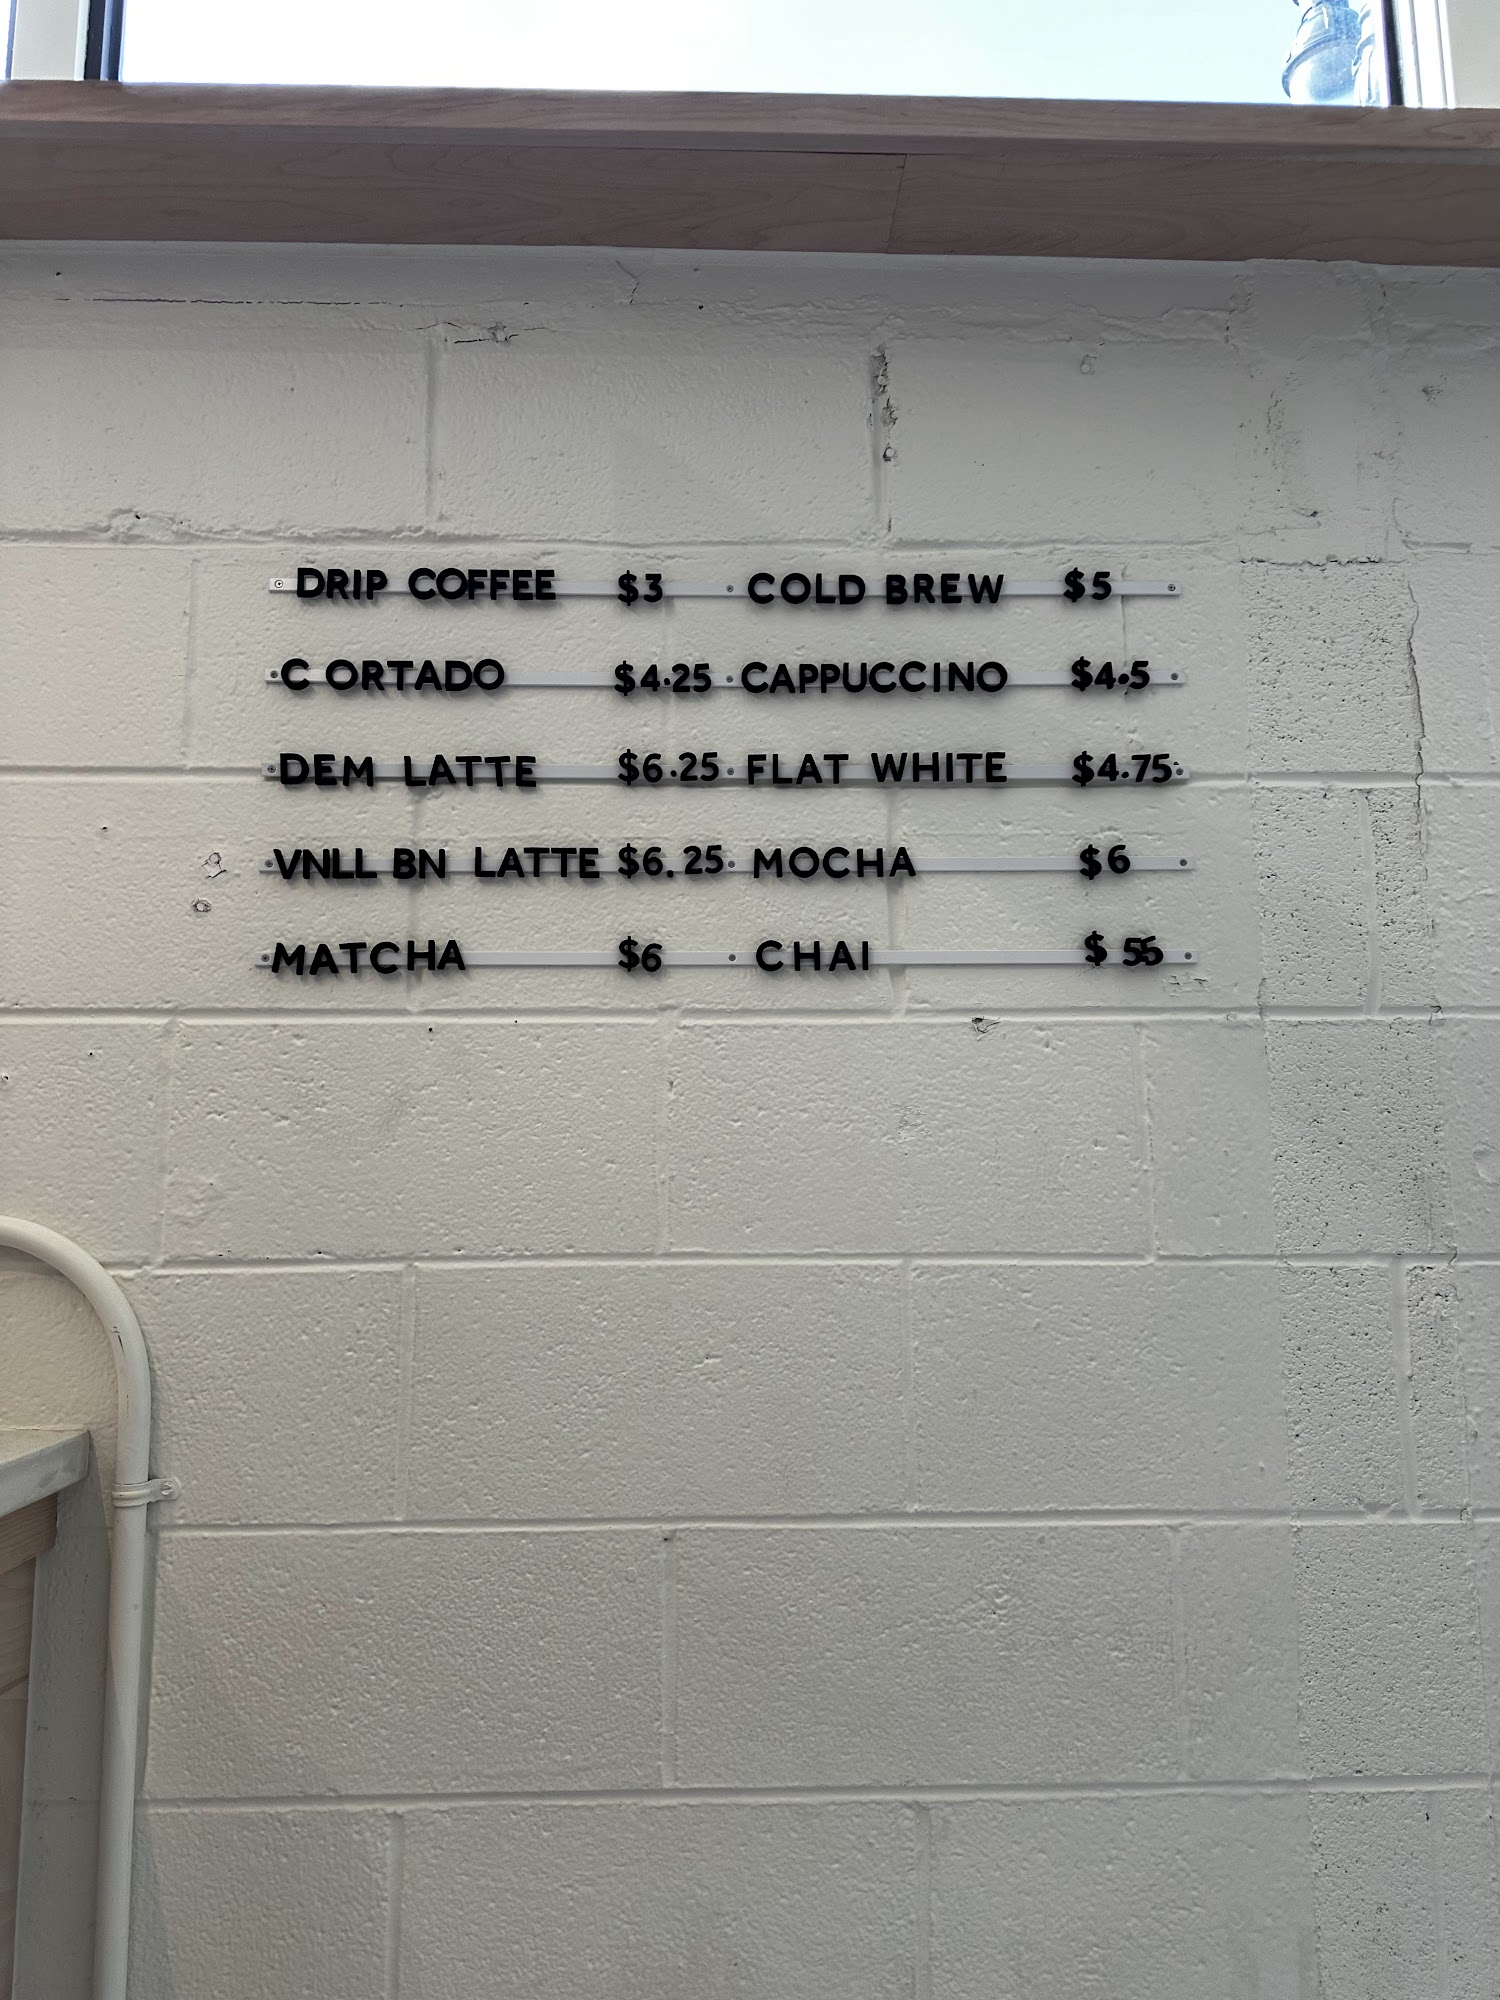 DRIP COFFEE $3 COLD BREW $5
C ORTADO $4.25 CAPPUCCINO $4.5
DEM LATTE $6.25 FLAT WHITE $4.75
VNLL BN LATTE $6.25 MOCHA $6
MATCHA $6 CHAI $55